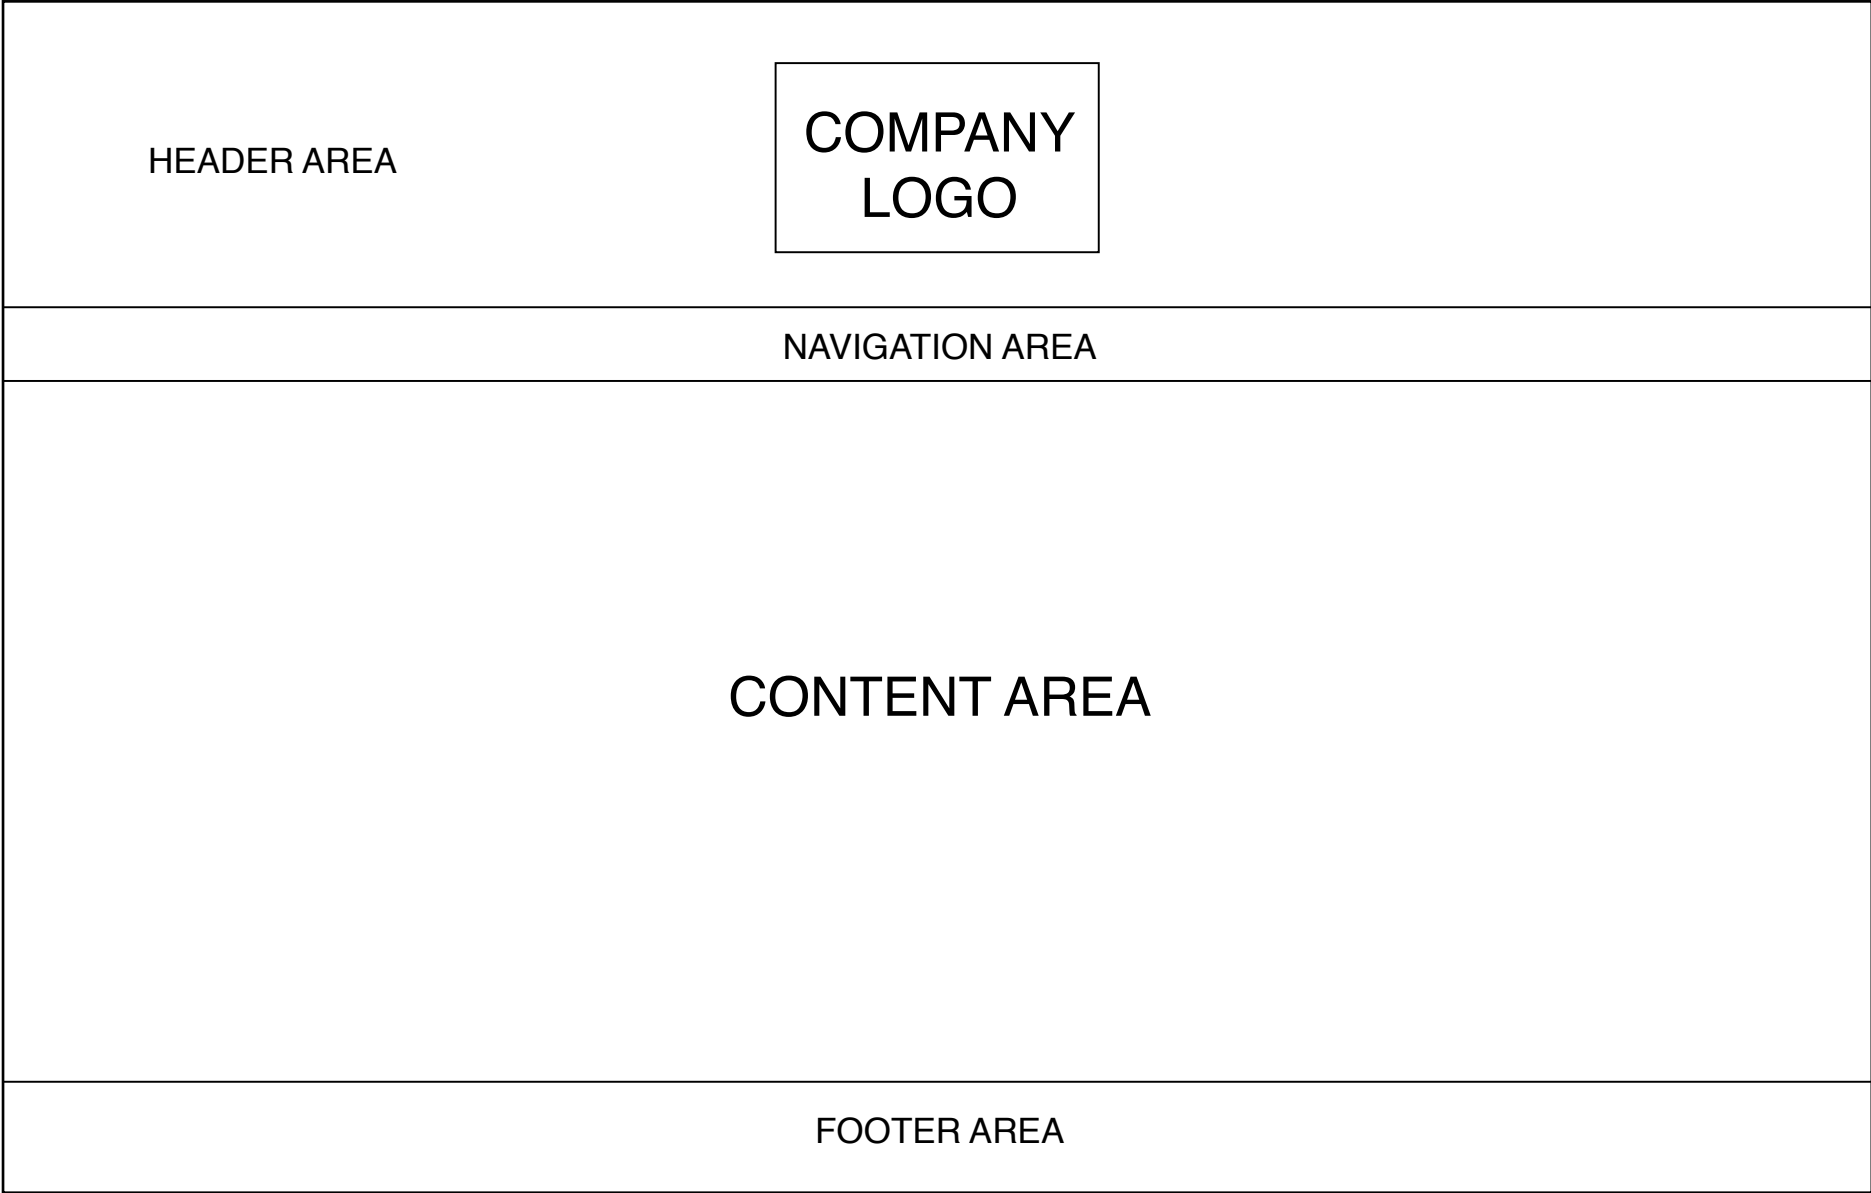 HEADER AREA
COMPANY
LOGO
NAVIGATION AREA
CONTENT AREA
FOOTER AREA